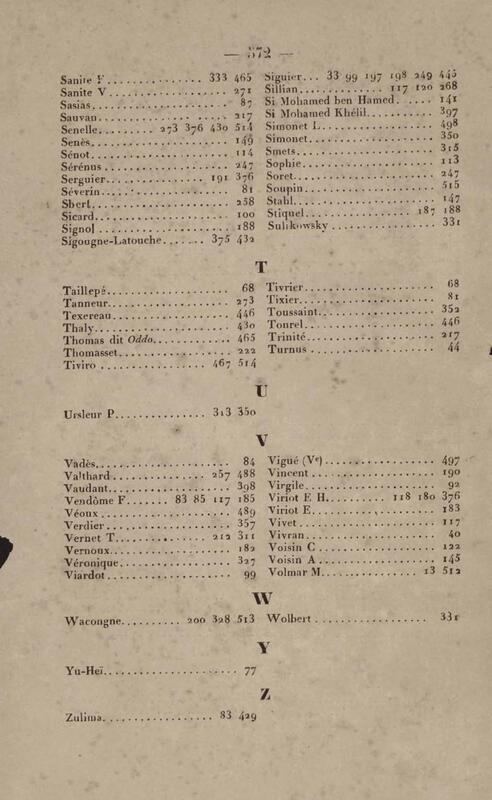 — 572 —
Sanite F............... 333 465
Sanite V............... 271
Sasias............... 87
Sauvan............... 217
Senelle.......... 273 376 430 514
Senès............... 149
Sénot............... 114
Sérénus............... 247
Serguier............... 191 376
Séverin............... 81
Sbert............... 258
Sicard............... 100
Signol............... 188
Sigougne-Latouche....... 375 432
Siguier... 33 99 197 198 249 445
Sillian............... 117 120 268
Si Mohamed ben Hamed...... 141
Si Mohamed Khélil........... 397
Simonet L............... 498
Simonet............... 350
Smets............... 315
Sophie............... 113
Soret............... 247
Soupin............... 515
Stahl............... 147
Stiquel............... 187 188
Sulikowsky............... 331
T
Taillepé............... 68
Tanneur............... 273
Texereau............... 446
Thaly............... 430
Thomas dit Oddo............ 465
Thomasset............... 222
Tiviro............... 467 514
Tivrier............... 68
Tixier............... 81
Toussaint............... 352
Tonrel............... 446
Trinité............... 217
Turnus............... 44
U
Ursleur P............... 313 350
V
Vadès............... 84
Valthard............... 257 488
Vaudant............... 398
Vendôme F....... 83 85 117 185
Véoux............... 489
Verdier............... 357
Vernet T............... 212 311
Vernoux............... 182
Véronique............... 327
Viardot............... 99
Vigué (Ve)............... 497
Vincent............... 190
Virgile............... 92
Viriot E H.......... 118 180 376
Viriot E............... 183
Vivet............... 117
Vivran............... 40
Voisin C............... 122
Voisin A............... 145
Volmar M............... 13 512
W
Wacongne.......... 200 328 513
Wolbert............... 331
Y
Yu-Heï............... 77
Z
Zulima............... 83 429